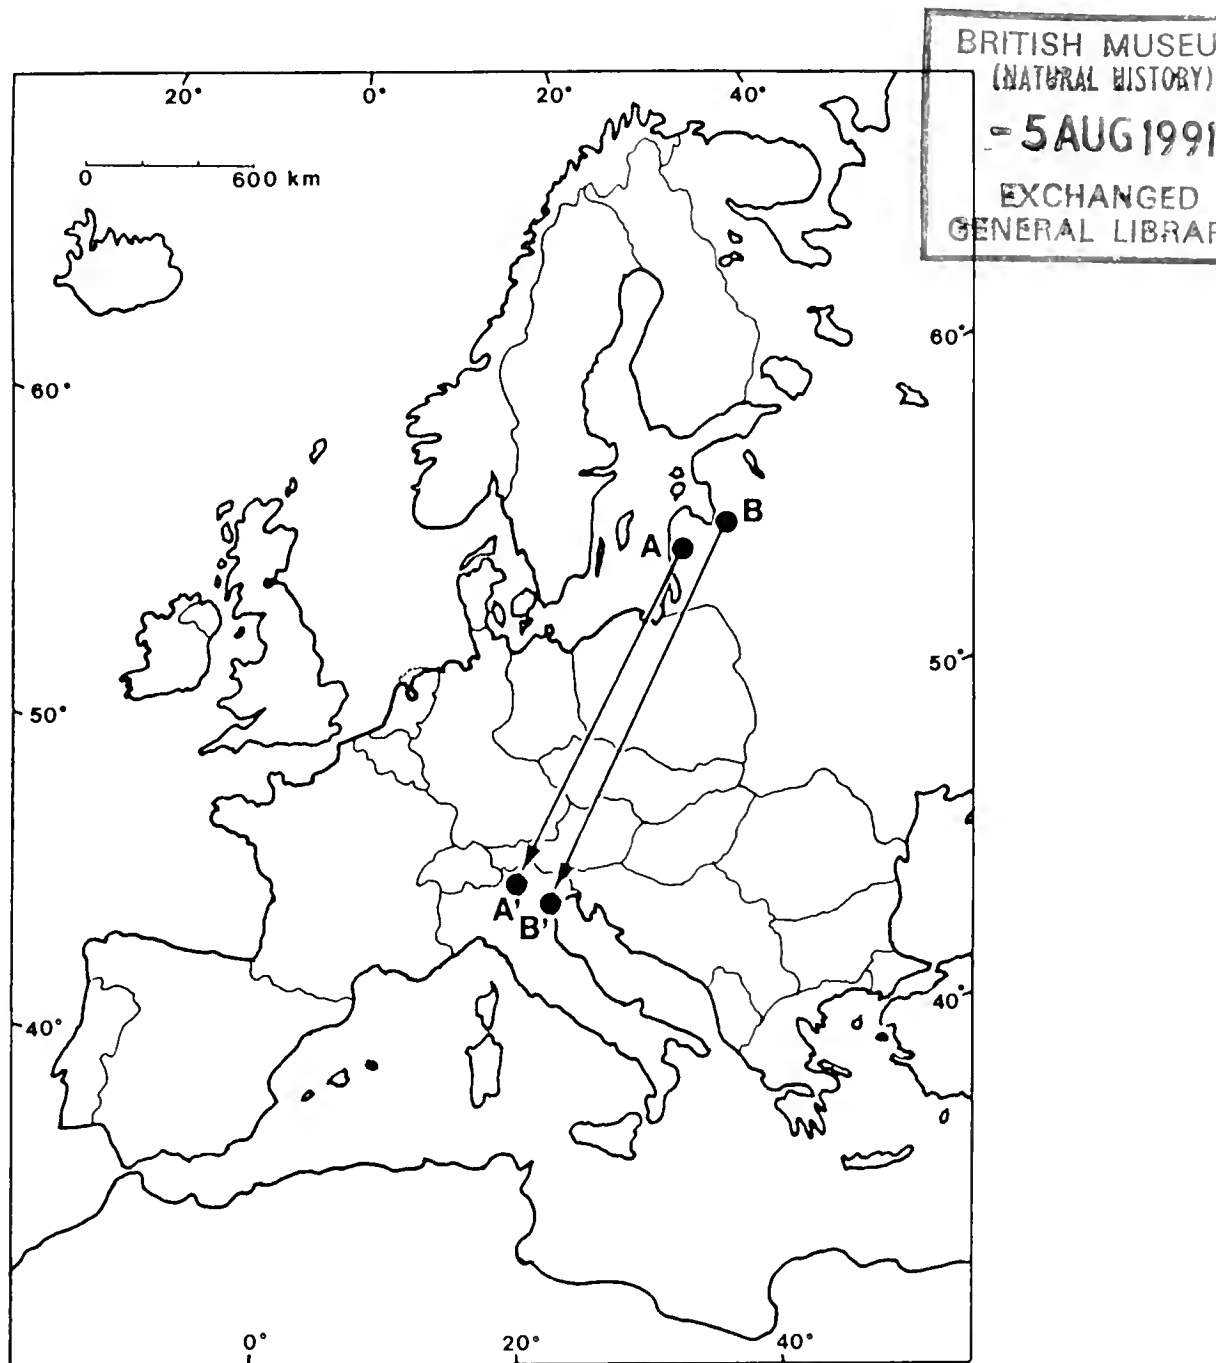 BRITISH MUSEU
(NATURAL HISTORY)
- 5 AUG 1991
EXCHANGED
GENERAL LIBRAR
20° 0° 20° 40°
0 600 km
60°
60°
B
A
50°
50°
A'
B'
40°
40°
0° 20° 40°